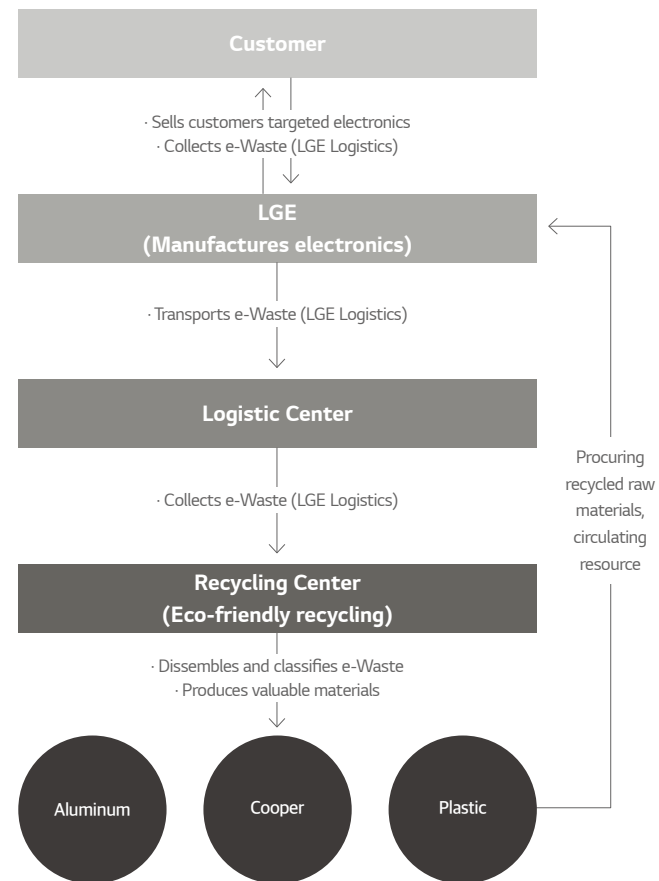 Customer
· Sells customers targeted electronics
· Collects e-Waste (LGE Logistics)
LGE
(Manufactures electronics)
· Transports e-Waste (LGE Logistics)
Logistic Center
· Collects e-Waste (LGE Logistics)
Procuring
recycled raw
materials,
circulating
resource
Recycling Center
(Eco-friendly recycling)
· Dissembles and classifies e-Waste
· Produces valuable materials
Aluminum
Cooper
Plastic